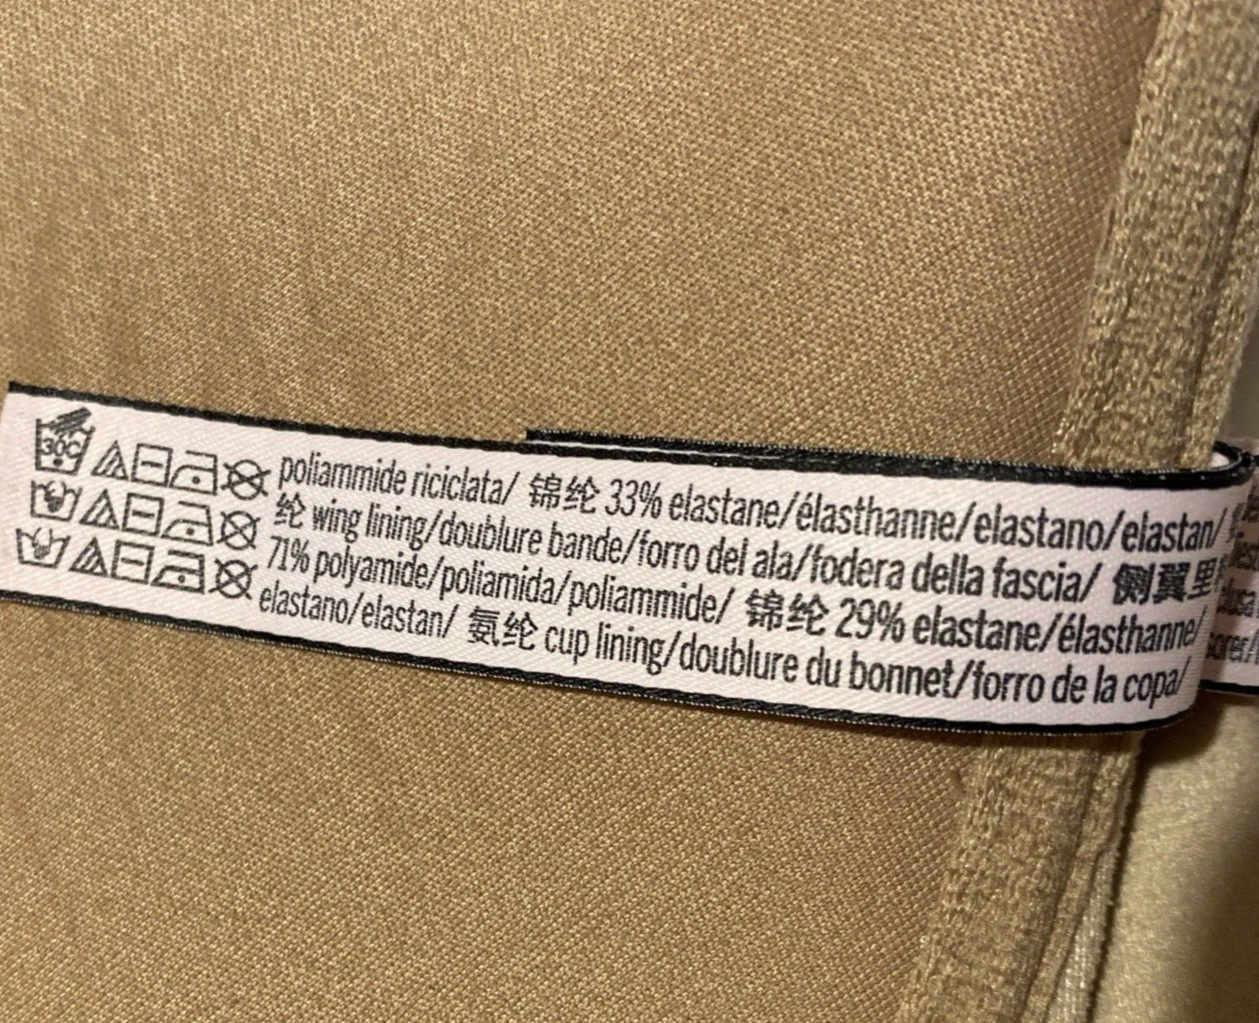 30C
poliammide riciclata/ 锦纶 33% elastane/élasthanne/elastano/elastan/
纶 wing lining/doublure bande/forro del ala/fodera della fascia/ 侧翼里
71% polyamide/poliamida/poliammide/ 锦纶 29% elastane/élasthanne/
elastano/elastan/ 氨纶 cup lining/doublure du bonnet/forro de la copa/